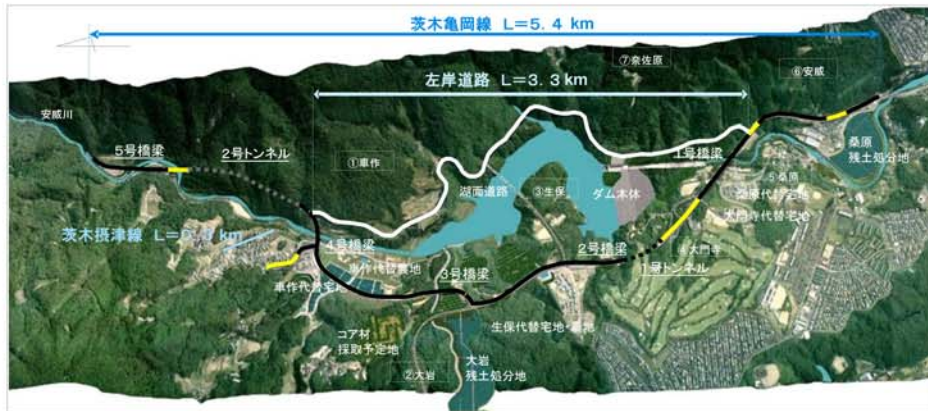 茨木亀岡線 L=5.4 km
⑦奈佐原
⑥安威
左岸道路 L=3.3km
安威川
5号橋梁
2号トンネル
①車作
湖面道路
③生保
ダム本体
1号橋梁
桑原
残土処分地
⑤桑原
桑原代替宅地
大門寺代替宅地
茨木摂津線
4号橋梁
車作代替農地
車作代替宅地
3号橋梁
2号橋梁
④大門寺
1号トンネル
コア材
採取予定地
生保代替宅地・墓地
②大岩
大岩
残土処分地